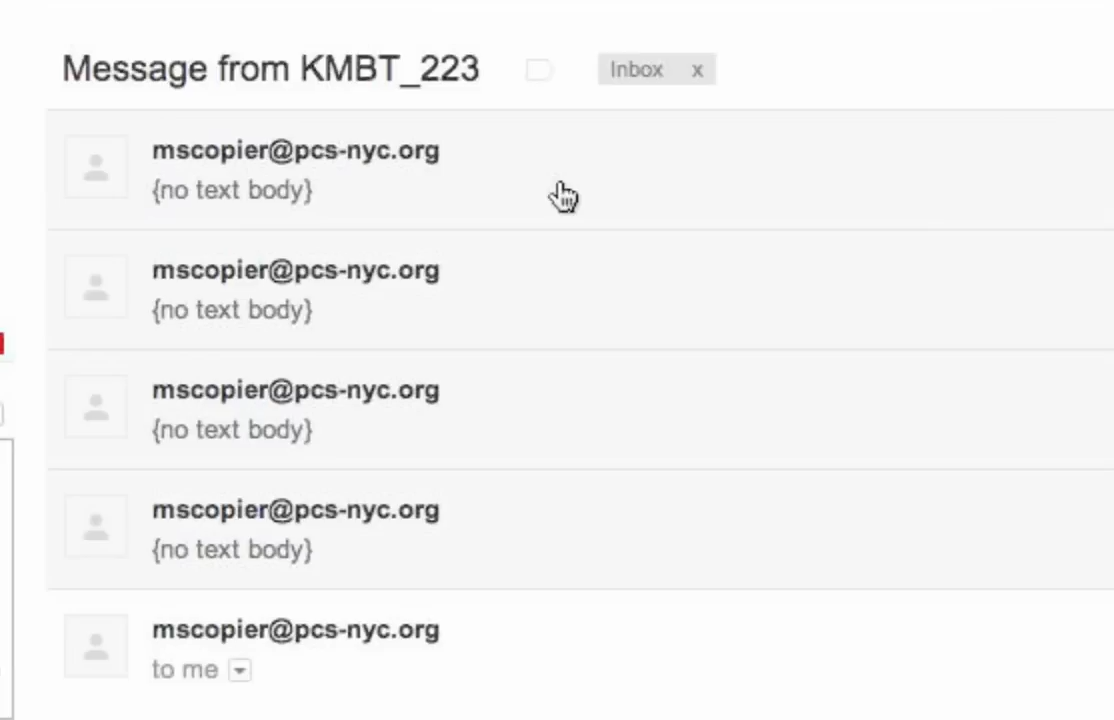 Message from KMBT_223 Inbox x
mscopier@pcs-nyc.org
{no text body}
mscopier@pcs-nyc.org
{no text body}
mscopier@pcs-nyc.org
{no text body}
mscopier@pcs-nyc.org
{no text body}
mscopier@pcs-nyc.org
to me